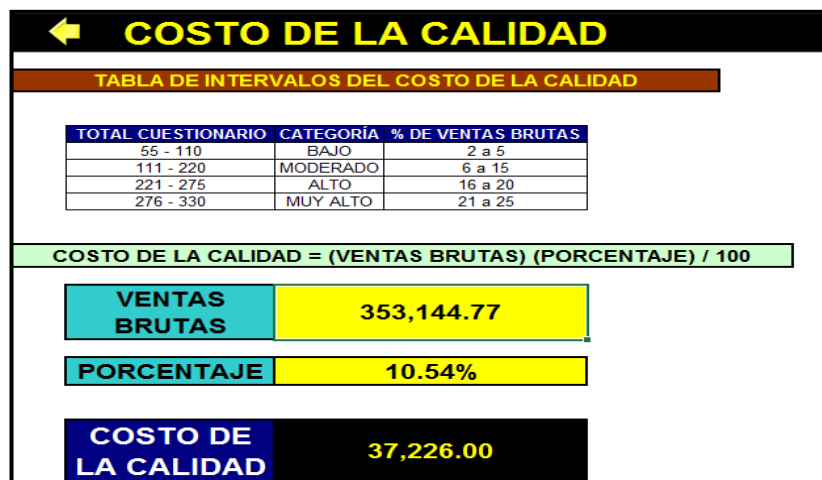 COSTO DE LA CALIDAD
TABLA DE INTERVALOS DEL COSTO DE LA CALIDAD
TOTAL CUESTIONARIO CATEGORÍA % DE VENTAS BRUTAS
55 - 110 BAJO 2 a 5
111 - 220 MODERADO 6 a 15
221 - 275 ALTO 16 a 20
276 - 330 MUY ALTO 21 a 25
COSTO DE LA CALIDAD = (VENTAS BRUTAS) (PORCENTAJE) / 100
VENTAS
BRUTAS
353,144.77
PORCENTAJE 10.54%
COSTO DE
LA CALIDAD
37,226.00